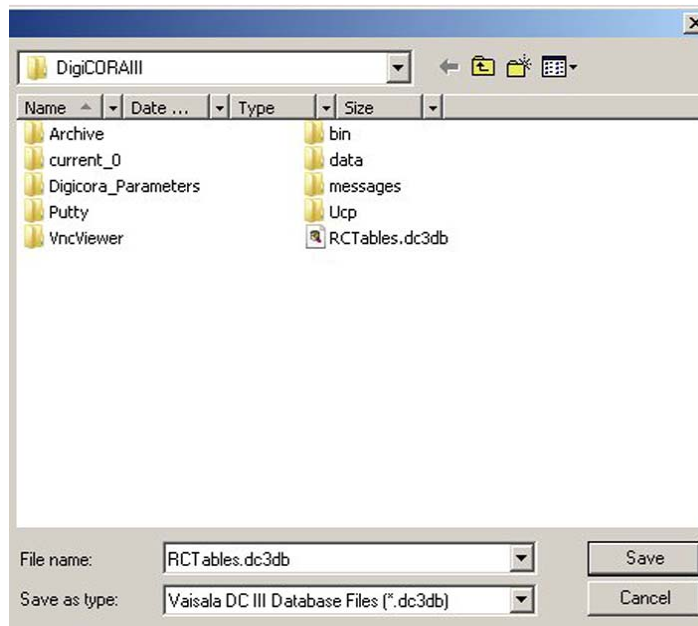 DigiCORAIII
Name Date ... Type Size
Archive bin
current_0 data
Digicora_Parameters messages
Putty Ucp
VncViewer RCTables.dc3db
File name: RCTables.dc3db Save
Save as type: Vaisala DC III Database Files (*.dc3db) Cancel